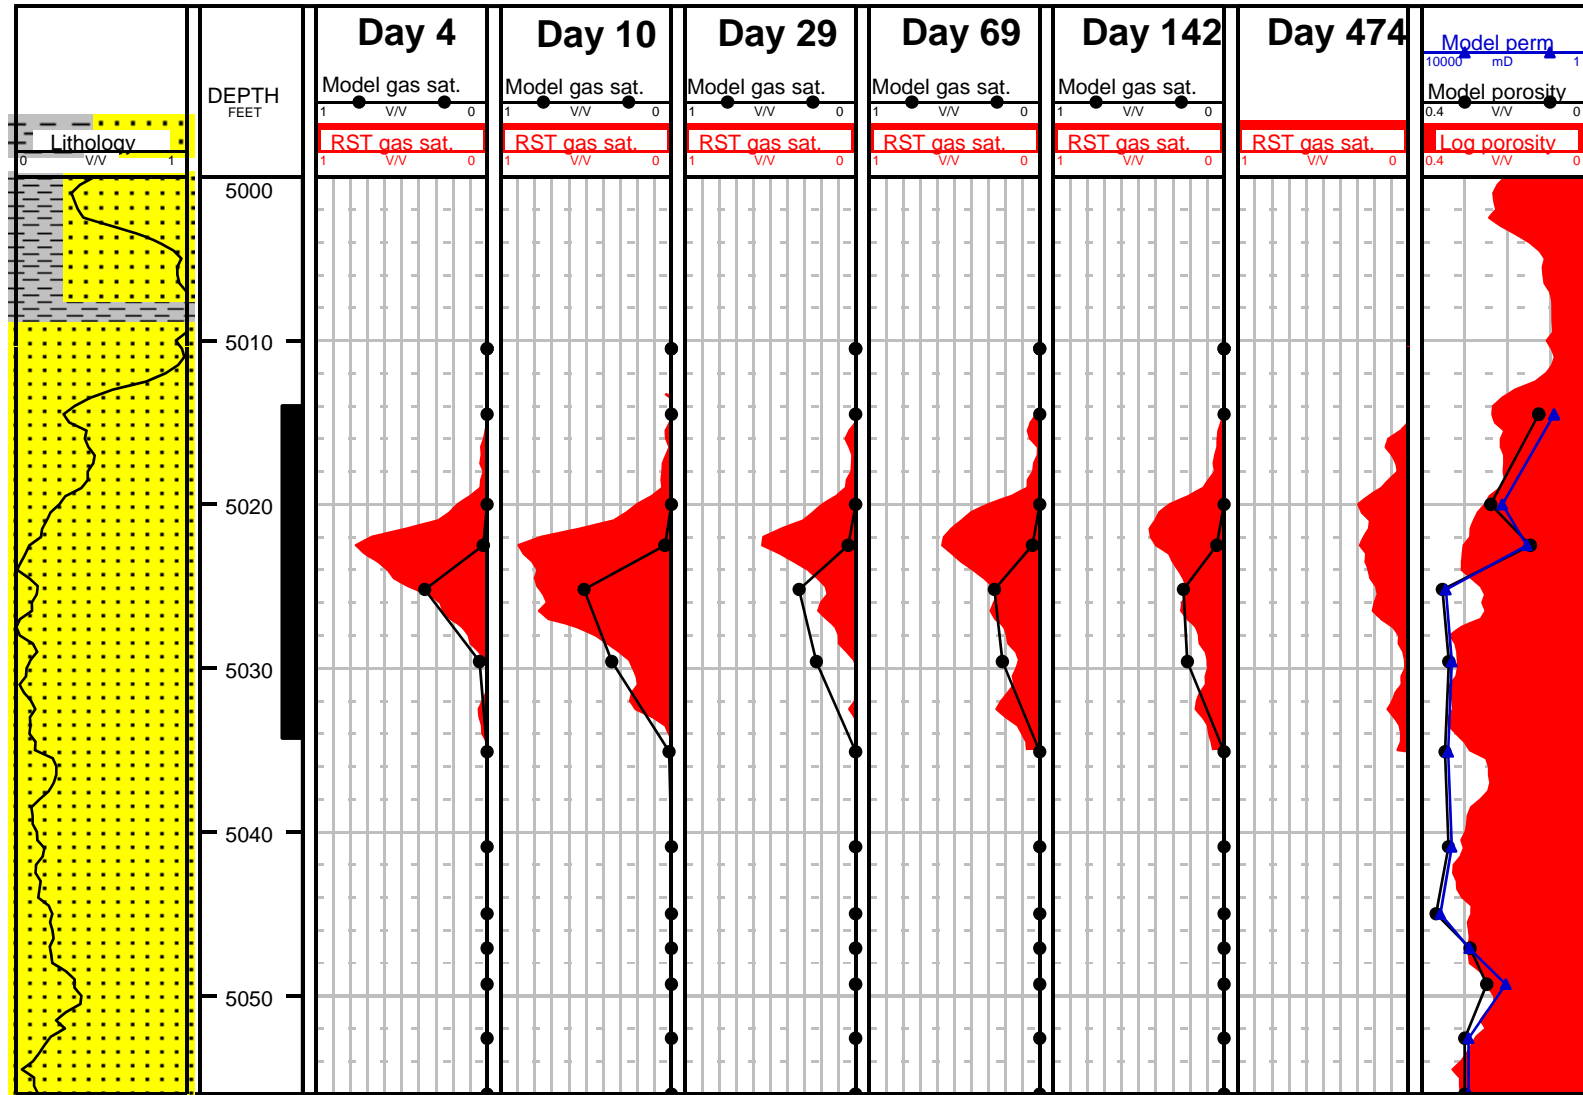 Day 4 Day 10 Day 29 Day 69 Day 142 Day 474
Model perm
10000 mD 1
Model gas sat. Model gas sat. Model gas sat. Model gas sat. Model gas sat. Model porosity
DEPTH
FEET
1 V/V 0 1 V/V 0 1 V/V 0 1 V/V 0 1 V/V 0 0.4 V/V 0
Lithology RST gas sat. RST gas sat. RST gas sat. RST gas sat. RST gas sat. RST gas sat. Log porosity
0 V/V 1 1 V/V 0 1 V/V 0 1 V/V 0 1 V/V 0 1 V/V 0 1 V/V 0 0.4 V/V 0
5000
5010
5020
5030
5040
5050